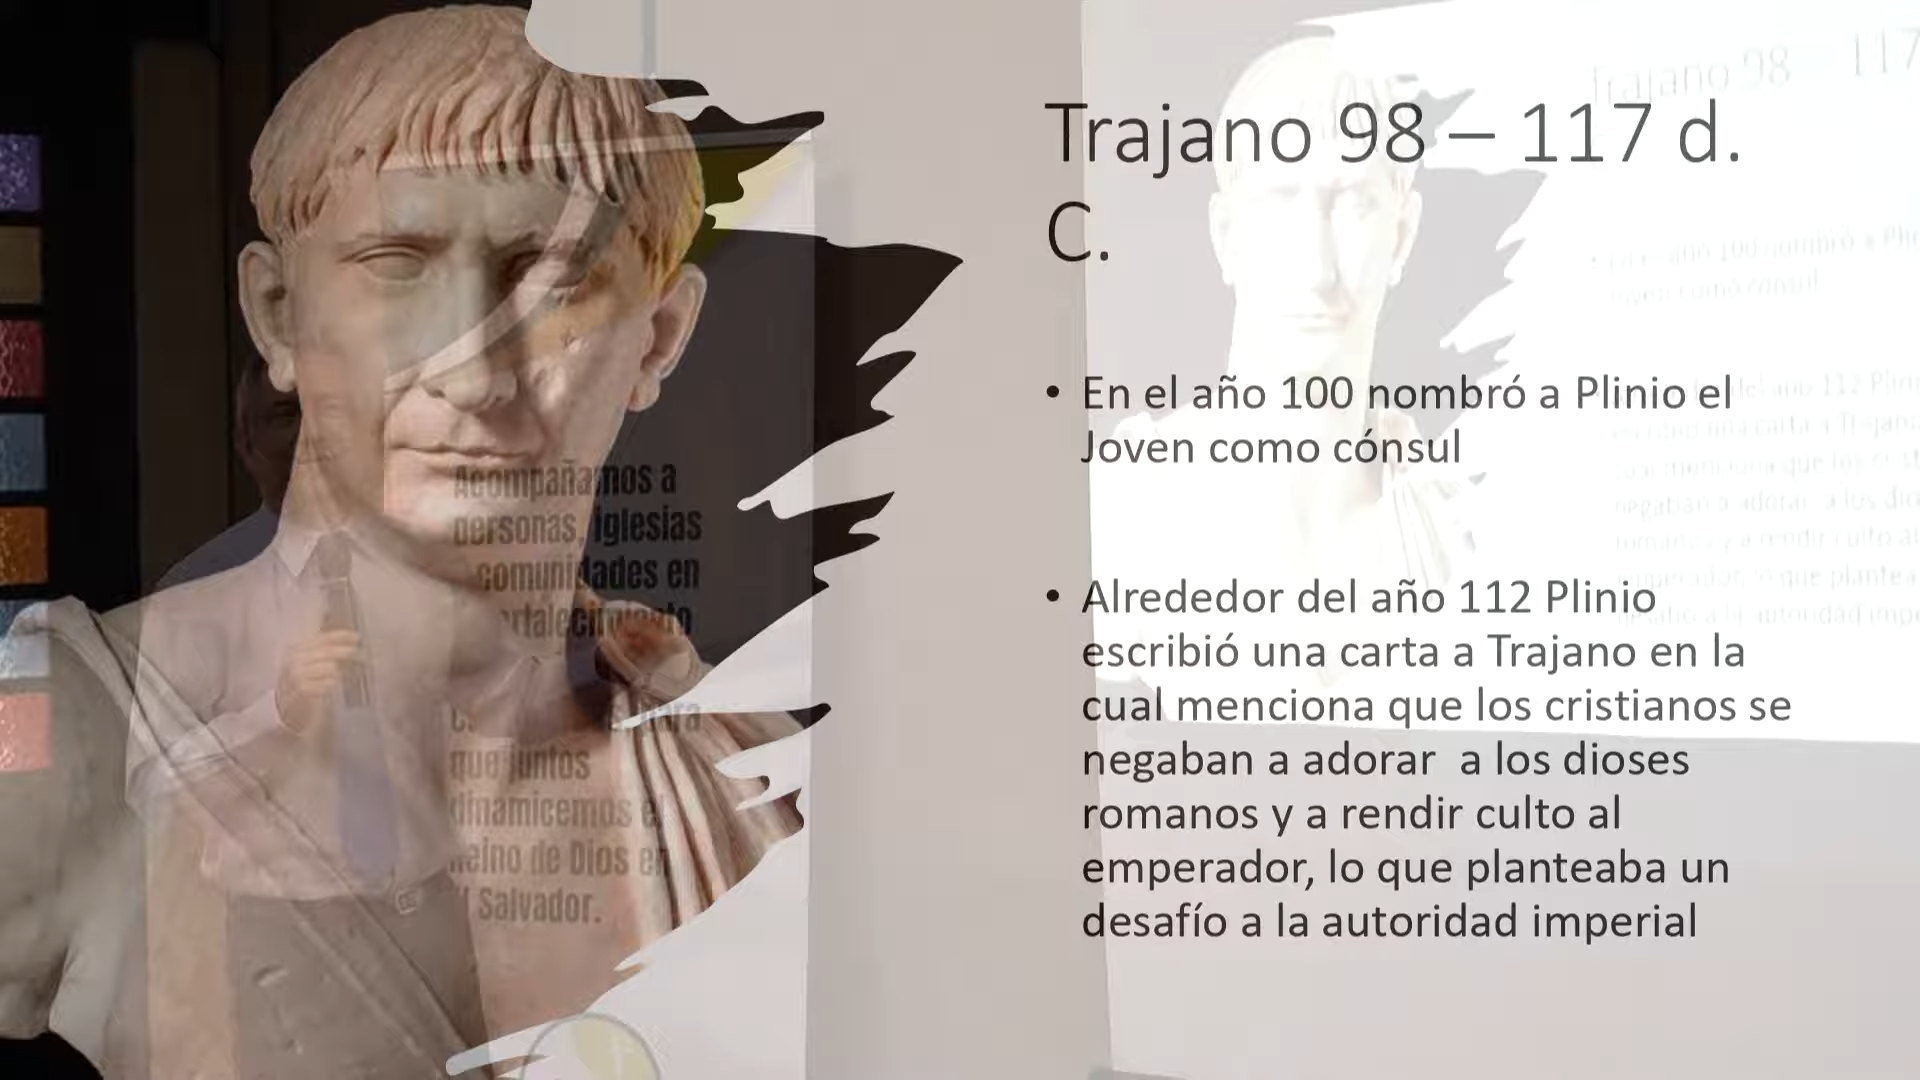 Trajano 98 – 117 d.
C.
• En el año 100 nombró a Plinio el
Joven como cónsul
• Alrededor del año 112 Plinio
escribió una carta a Trajano en la
cual menciona que los cristianos se
negaban a adorar  a los dioses
romanos y a rendir culto al
emperador, lo que planteaba un
desafío a la autoridad imperial
Acompañamos a
personas, iglesias
comunidades en
que juntos
dinamicemos el
Reino de Dios en
Salvador.
Trajano 98 117